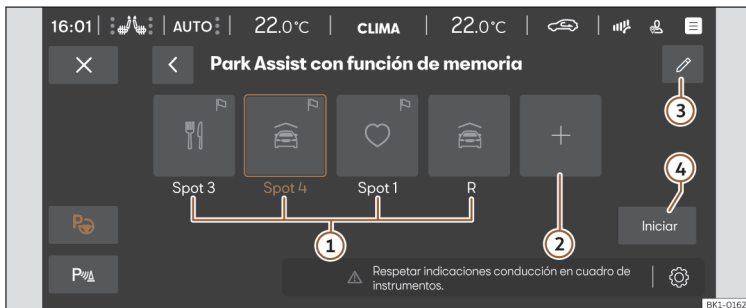 16:01 AUTO 22.0°C CLIMA 22.0°C
Park Assist con función de memoria
3
Spot 3 Spot 4 Spot 1 R
4
1 2
Iniciar
Respetar indicaciones conducción en cuadro de
instrumentos.
BK1-0162